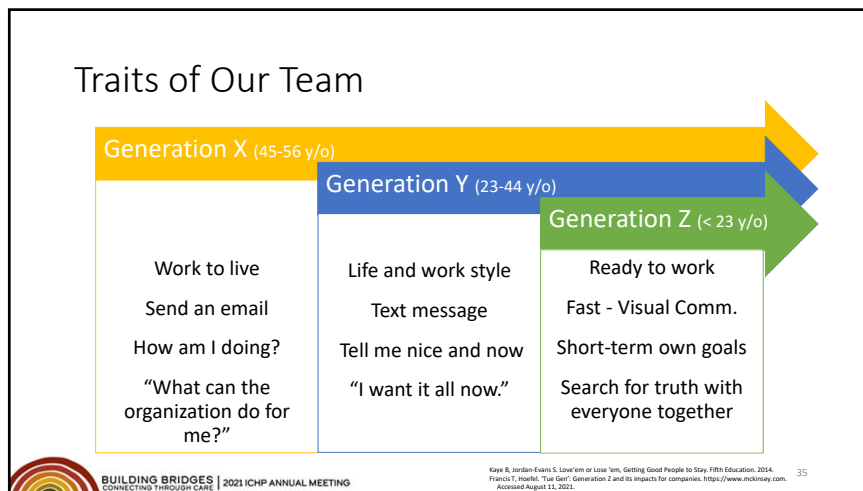 Traits of Our Team
Generation X (45-56 y/o)
Generation Y (23-44 y/o)
Generation Z (< 23 y/o)
Work to live
Send an email
How am I doing?
“What can the
organization do for
me?”
Life and work style
Text message
Tell me nice and now
“I want it all now.”
Ready to work
Fast - Visual Comm.
Short-term own goals
Search for truth with
everyone together
BUILDING BRIDGES | 2021 ICHP ANNUAL MEETING
CONNECTING THROUGH CARE
Kaye B, Jordan-Evans S. Love’em or Lose ‘em, Getting Good People to Stay. Fifth Education. 2014.
Francis T, Hoefel. ‘Tue Gen’: Generation Z and its impacts for companies. https://www.mckinsey.com.
Accessed August 11, 2021.
35